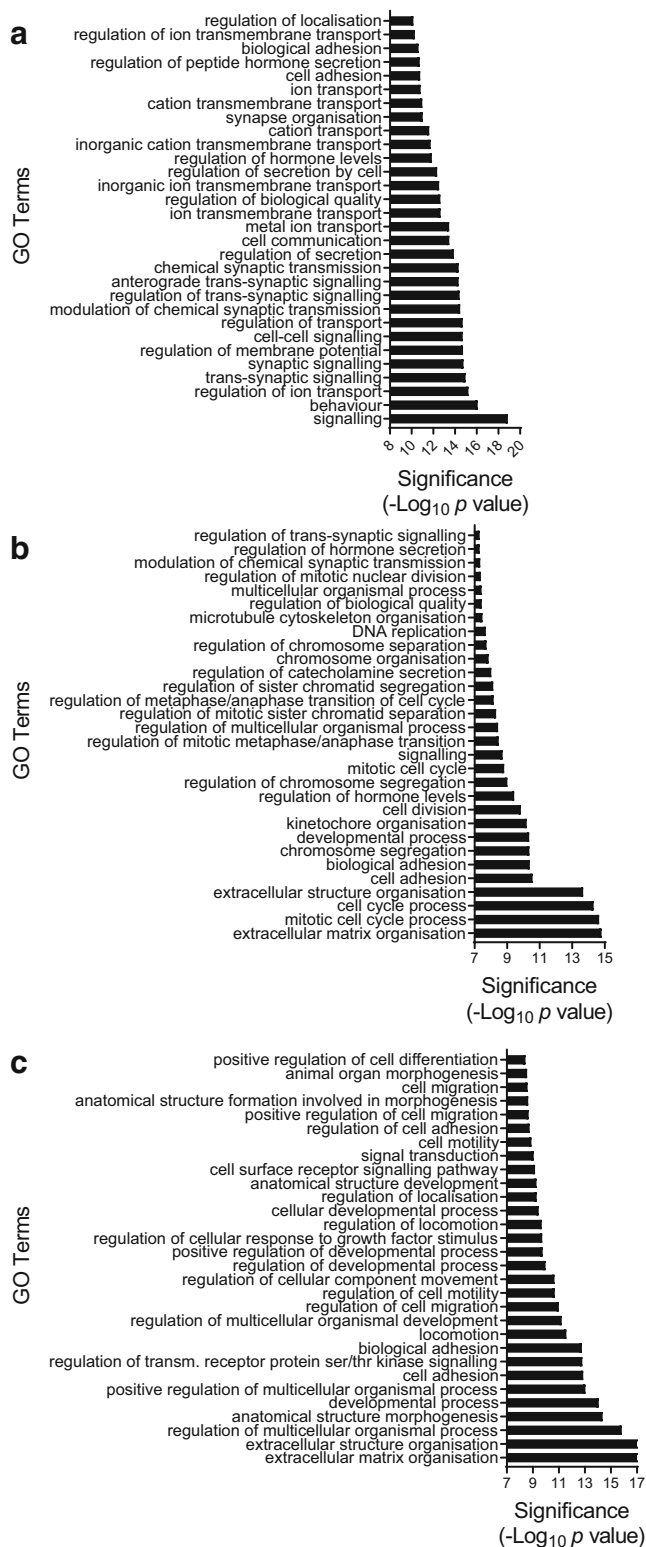 a
GO Terms
regulation of localisation
regulation of ion transmembrane transport
biological adhesion
regulation of peptide hormone secretion
cell adhesion
ion transport
cation transmembrane transport
synapse organisation
cation transport
inorganic cation transmembrane transport
regulation of hormone levels
regulation of secretion by cell
inorganic ion transmembrane transport
regulation of biological quality
ion transmembrane transport
metal ion transport
cell communication
regulation of secretion
chemical synaptic transmission
anterograde trans-synaptic signalling
regulation of trans-synaptic signalling
modulation of chemical synaptic transmission
regulation of transport
cell-cell signalling
regulation of membrane potential
synaptic signalling
trans-synaptic signalling
regulation of ion transport
behaviour
signalling
8 10 12 14 16 18 20
Significance
(-Log10 p value)
b
GO Terms
regulation of trans-synaptic signalling
regulation of hormone secretion
modulation of chemical synaptic transmission
regulation of mitotic nuclear division
multicellular organismal process
regulation of biological quality
microtubule cytoskeleton organisation
DNA replication
regulation of chromosome separation
chromosome organisation
regulation of catecholamine secretion
regulation of sister chromatid segregation
regulation of metaphase/anaphase transition of cell cycle
regulation of mitotic sister chromatid separation
regulation of multicellular organismal process
regulation of mitotic metaphase/anaphase transition
signalling
mitotic cell cycle
regulation of chromosome segregation
regulation of hormone levels
cell division
kinetochore organisation
developmental process
chromosome segregation
biological adhesion
cell adhesion
extracellular structure organisation
cell cycle process
mitotic cell cycle process
extracellular matrix organisation
7 9 11 13 15
Significance
(-Log10 p value)
c
GO Terms
positive regulation of cell differentiation
animal organ morphogenesis
cell migration
anatomical structure formation involved in morphogenesis
positive regulation of cell migration
regulation of cell adhesion
cell motility
signal transduction
cell surface receptor signalling pathway
anatomical structure development
regulation of localisation
cellular developmental process
regulation of locomotion
regulation of cellular response to growth factor stimulus
positive regulation of developmental process
regulation of developmental process
regulation of cellular component movement
regulation of cell motility
regulation of cell migration
regulation of multicellular organismal development
locomotion
biological adhesion
regulation of transm. receptor protein ser/thr kinase signalling
cell adhesion
positive regulation of multicellular organismal process
developmental process
anatomical structure morphogenesis
regulation of multicellular organismal process
extracellular structure organisation
extracellular matrix organisation
7 9 11 13 15 17
Significance
(-Log10 p value)